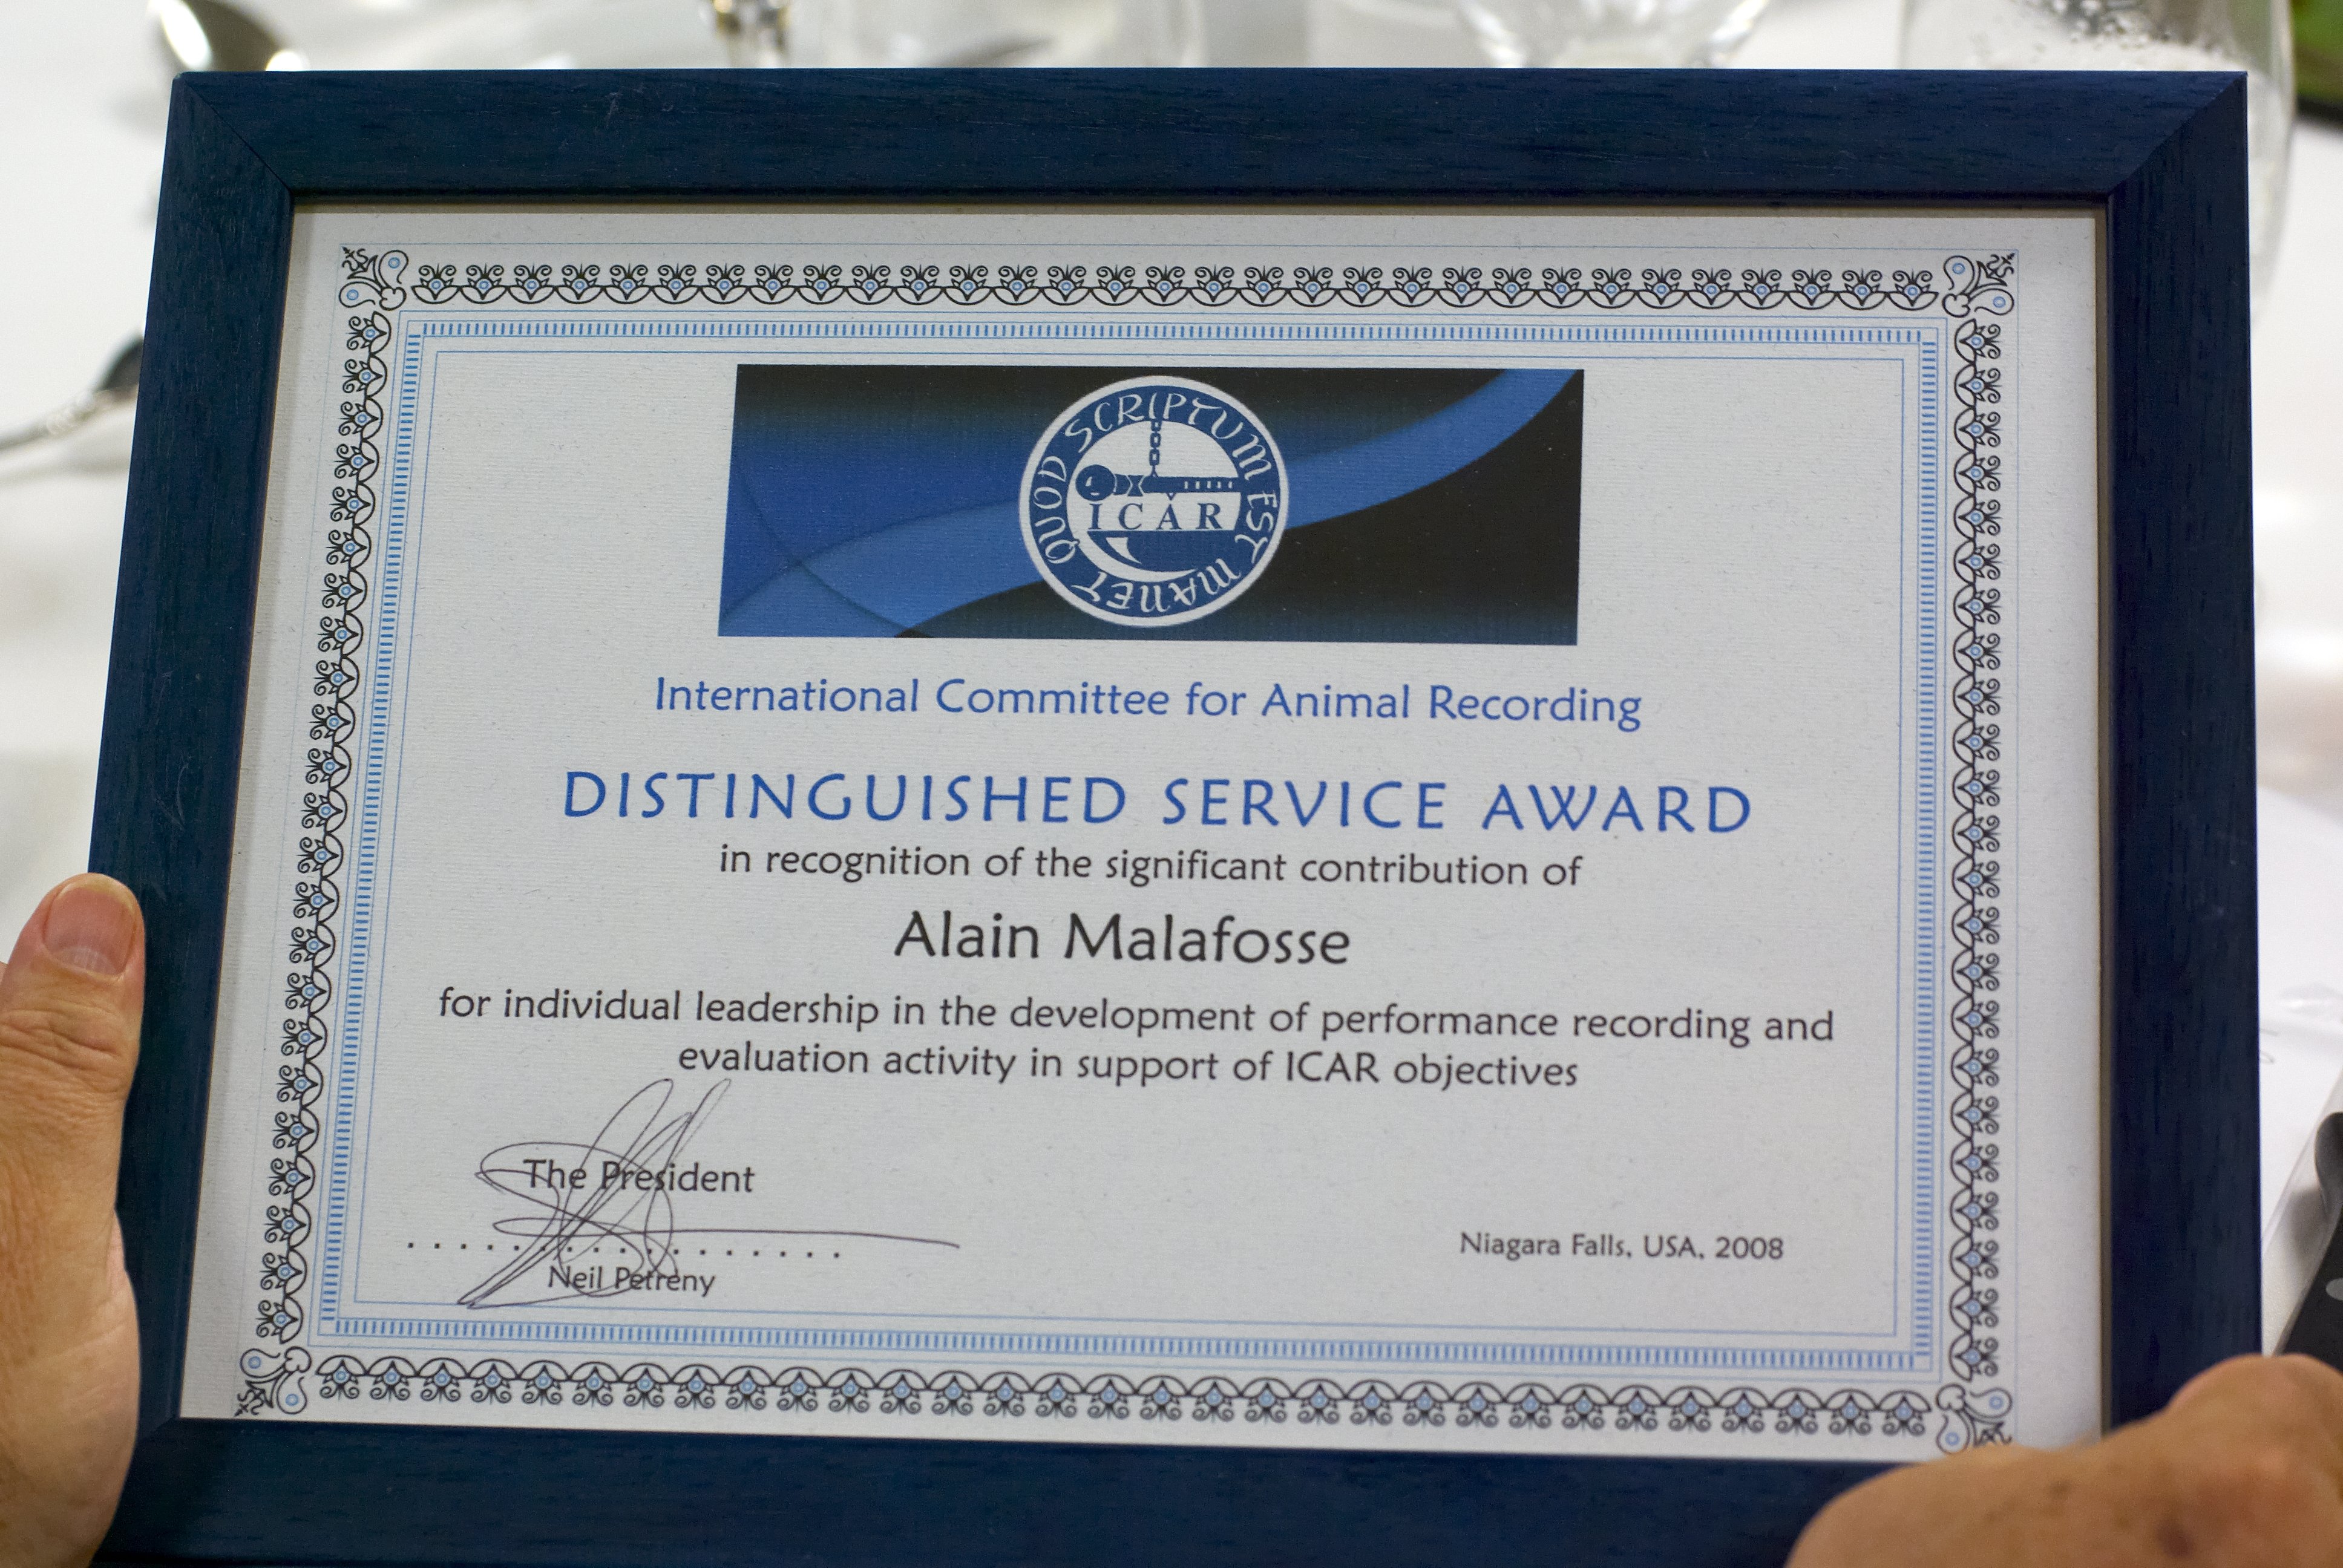 QUOD SCRIPTUM EST MANET
ICAR
International Committee for Animal Recording
DISTINGUISHED SERVICE AWARD
in recognition of the significant contribution of
Alain Malafosse
for individual leadership in the development of performance recording and
evaluation activity in support of ICAR objectives
The President
Neil Petreny
Niagara Falls, USA, 2008